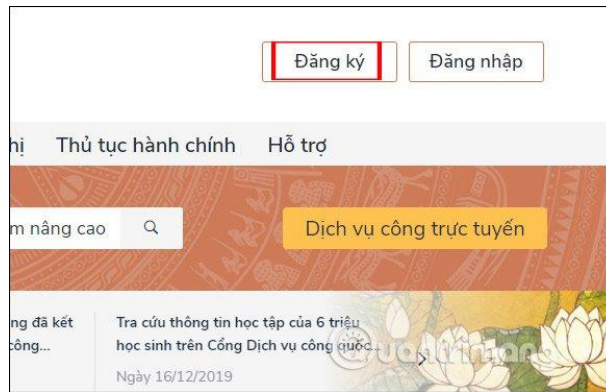 Đăng ký
Đăng nhập
hị
Thủ tục hành chính
Hỗ trợ
m nâng cao
Dịch vụ công trực tuyến
ng đã kết
công...
Tra cứu thông tin học tập của 6 triệu
học sinh trên Cổng Dịch vụ công quốc...
Ngày 16/12/2019
@uantrimang